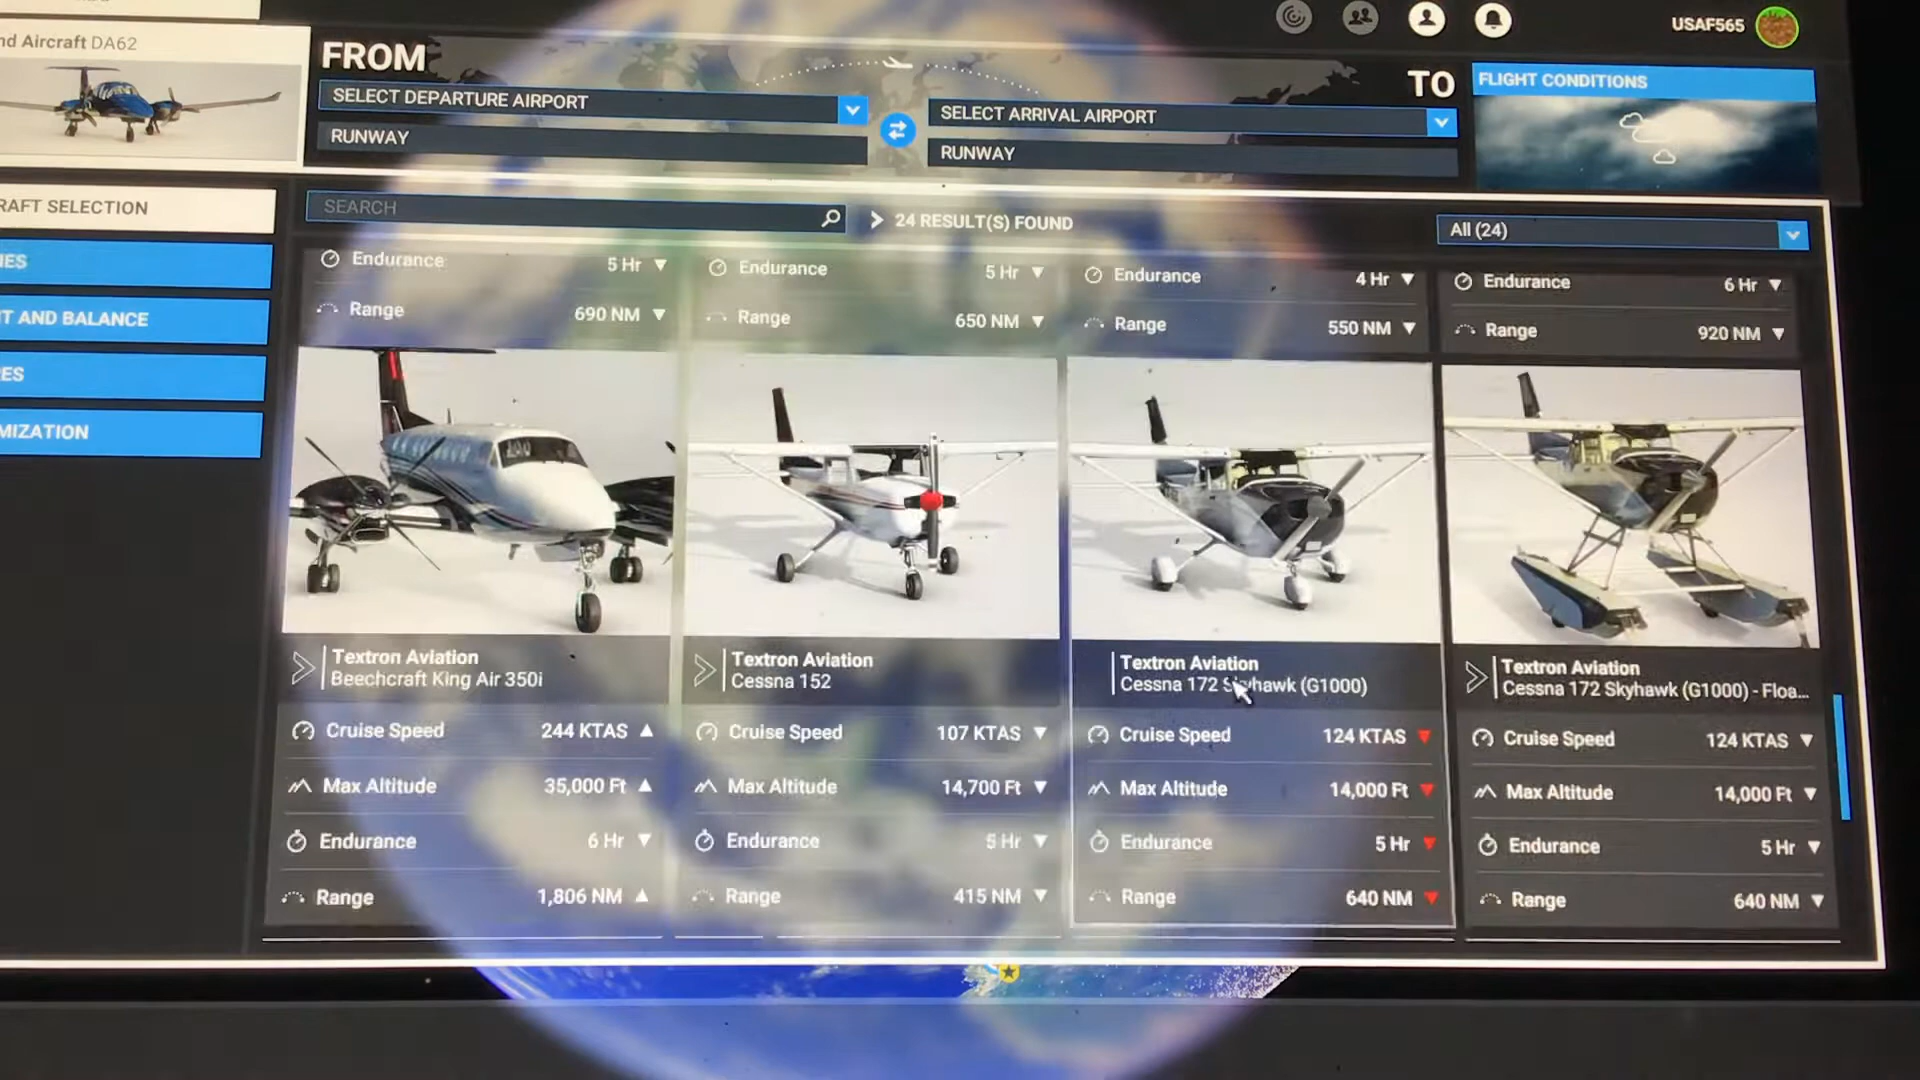 USAF565
nd Aircraft DA62
FROM
TO
SELECT DEPARTURE AIRPORT
RUNWAY
SELECT ARRIVAL AIRPORT
RUNWAY
FLIGHT CONDITIONS
RAFT SELECTION
IES
T AND BALANCE
ES
MIZATION
SEARCH
24 RESULT(S) FOUND
All (24)
Endurance 5 Hr
Range 690 NM
Endurance 5 Hr
Range 650 NM
Endurance 4 Hr
Range 550 NM
Endurance 6 Hr
Range 920 NM
Textron Aviation
Beechcraft King Air 350i
Cruise Speed 244 KTAS
Max Altitude 35,000 Ft
Endurance 6 Hr
Range 1,806 NM
Textron Aviation
Cessna 152
Cruise Speed 107 KTAS
Max Altitude 14,700 Ft
Endurance 5 Hr
Range 415 NM
Textron Aviation
Cessna 172 Skyhawk (G1000)
Cruise Speed 124 KTAS
Max Altitude 14,000 Ft
Endurance 5 Hr
Range 640 NM
Textron Aviation
Cessna 172 Skyhawk (G1000) - Floa...
Cruise Speed 124 KTAS
Max Altitude 14,000 Ft
Endurance 5 Hr
Range 640 NM